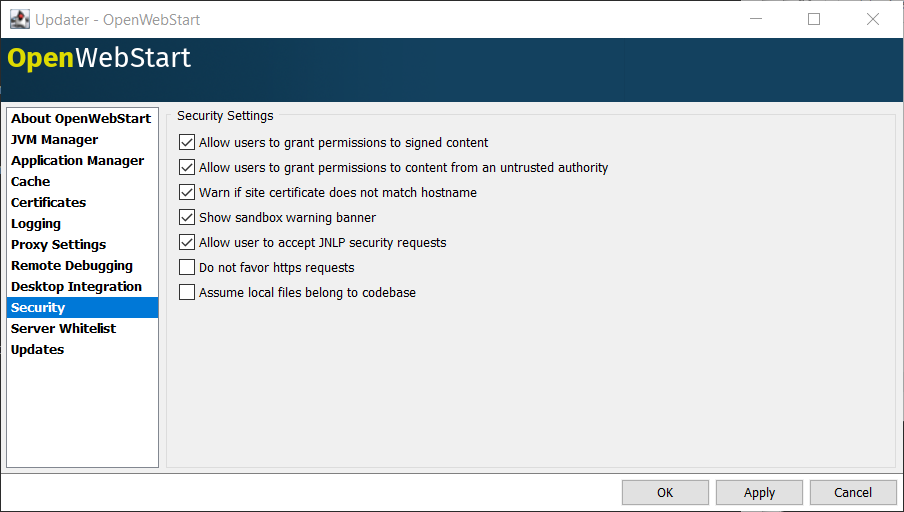 Updater - OpenWebStart
OpenWebStart
About OpenWebStart
JVM Manager
Application Manager
Cache
Certificates
Logging
Proxy Settings
Remote Debugging
Desktop Integration
Security
Server Whitelist
Updates
Security Settings
Allow users to grant permissions to signed content
Allow users to grant permissions to content from an untrusted authority
Warn if site certificate does not match hostname
Show sandbox warning banner
Allow user to accept JNLP security requests
Do not favor https requests
Assume local files belong to codebase
OK Apply Cancel